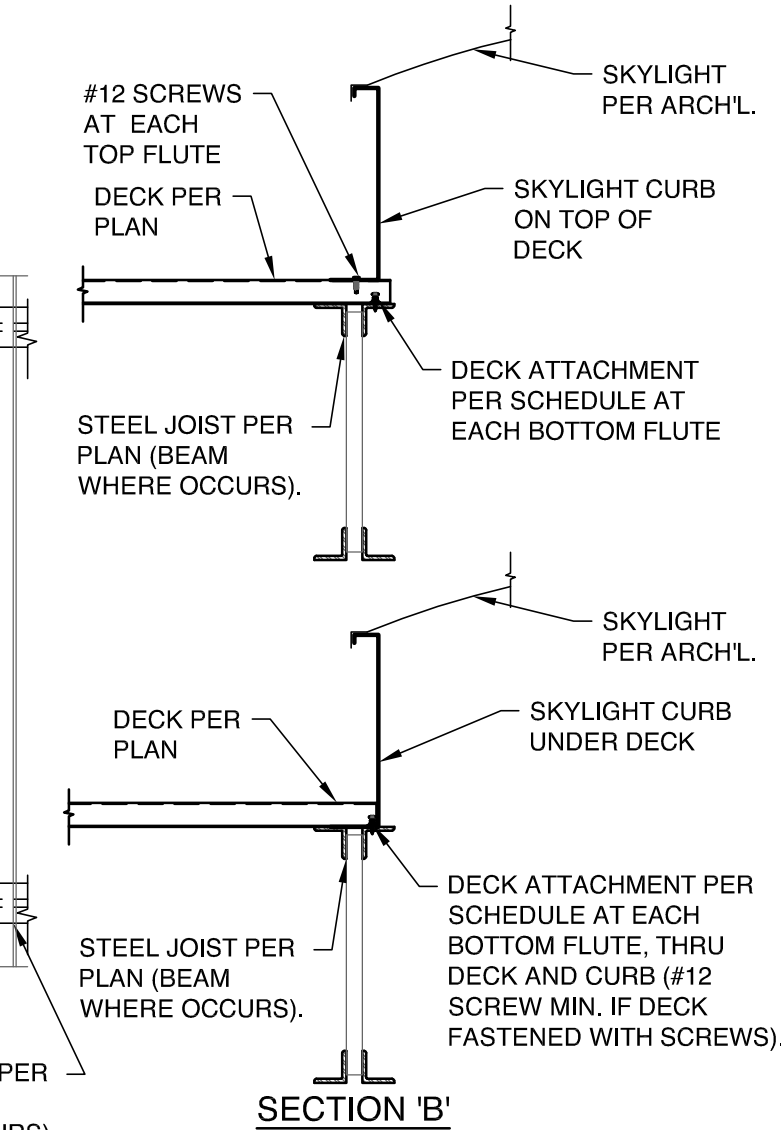 #12 SCREWS
AT EACH
TOP FLUTE
DECK PER
PLAN
SKYLIGHT
PER ARCH'L.
SKYLIGHT CURB
ON TOP OF
DECK
STEEL JOIST PER
PLAN (BEAM
WHERE OCCURS).
DECK ATTACHMENT
PER SCHEDULE AT
EACH BOTTOM FLUTE
SKYLIGHT
PER ARCH'L.
DECK PER
PLAN
SKYLIGHT CURB
UNDER DECK
STEEL JOIST PER
PLAN (BEAM
WHERE OCCURS).
DECK ATTACHMENT PER
SCHEDULE AT EACH
BOTTOM FLUTE, THRU
DECK AND CURB (#12
SCREW MIN. IF DECK
FASTENED WITH SCREWS).
PER
SECTION 'B'